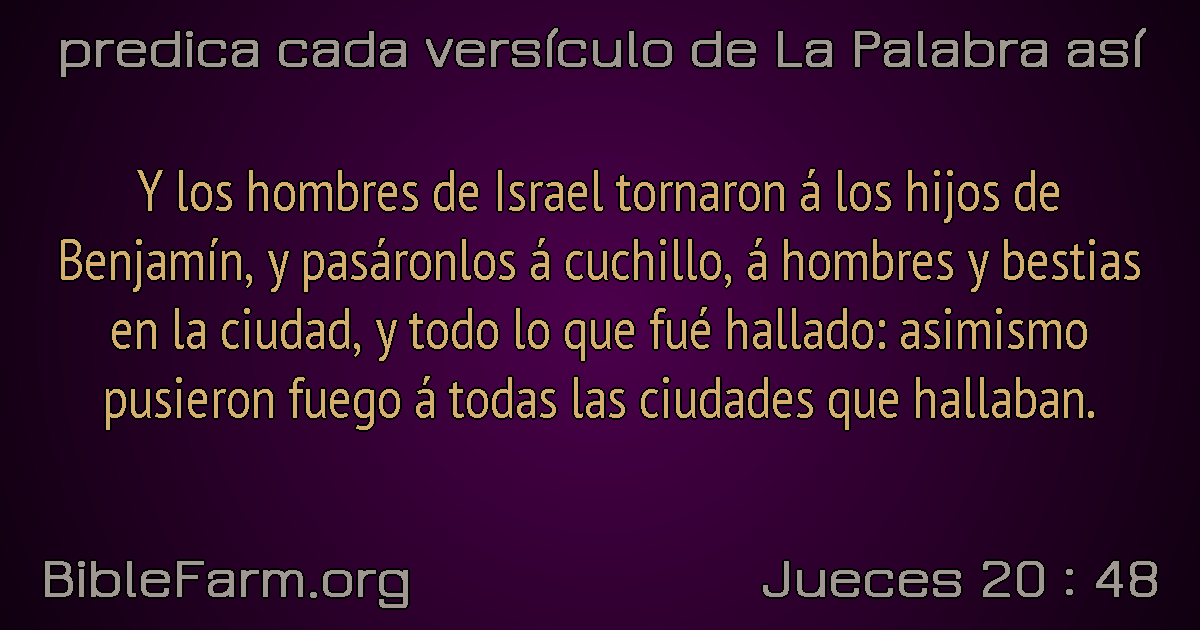 predica cada versículo de La Palabra así
Y los hombres de Israel tornaron á los hijos de
Benjamín, y pasáronlos á cuchillo, á hombres y bestias
en la ciudad, y todo lo que fué hallado: asimismo
pusieron fuego á todas las ciudades que hallaban.
BibleFarm.org
Jueces 20 : 48